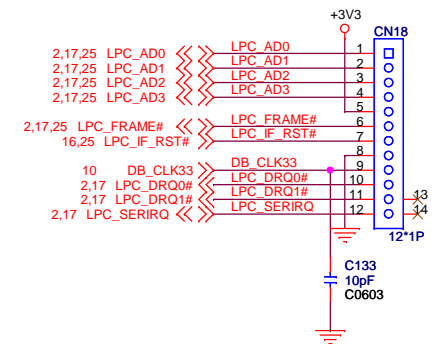 +3V3
CN18
2,17,25 LPC_AD0 LPC_AD0 1
2,17,25 LPC_AD1 LPC_AD1 2
2,17,25 LPC_AD2 LPC_AD2 3
2,17,25 LPC_AD3 LPC_AD3 4
5
2,17,25 LPC_FRAME# LPC_FRAME# 6
16,25 LPC_IF_RST# LPC_IF_RST# 7
8
10 DB_CLK33 DB_CLK33 9
2,17 LPC_DRQ0# LPC_DRQ0# 10
2,17 LPC_DRQ1# LPC_DRQ1# 11 13
2,17 LPC_SERIRQ LPC_SERIRQ 12 14
12*1P
C133
10pF
C0603